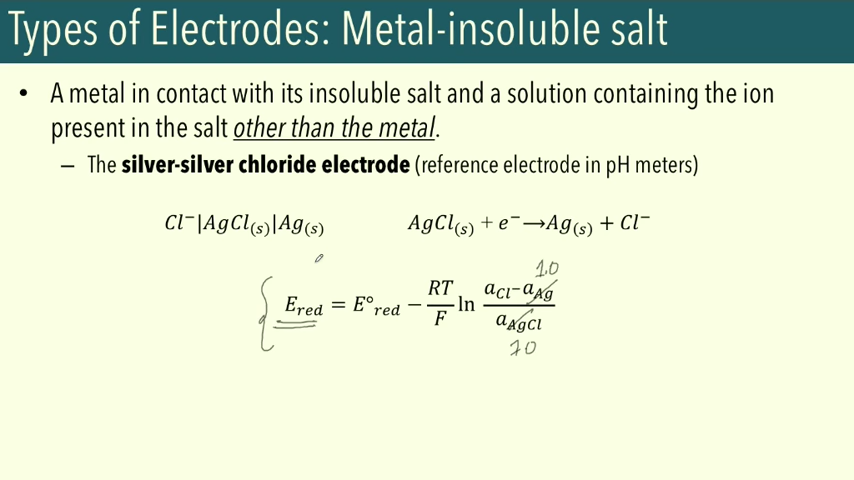 Types of Electrodes: Metal-insoluble salt
• A metal in contact with its insoluble salt and a solution containing the ion
present in the salt other than the metal.
– The silver-silver chloride electrode (reference electrode in pH meters)
Cl⁻|AgCl₍s₎|Ag₍s₎ AgCl₍s₎ + e⁻→Ag₍s₎ + Cl⁻
1.0
E_red = E°_red − RT/F ln a_Cl⁻ a_Ag / a_AgCl
1.0